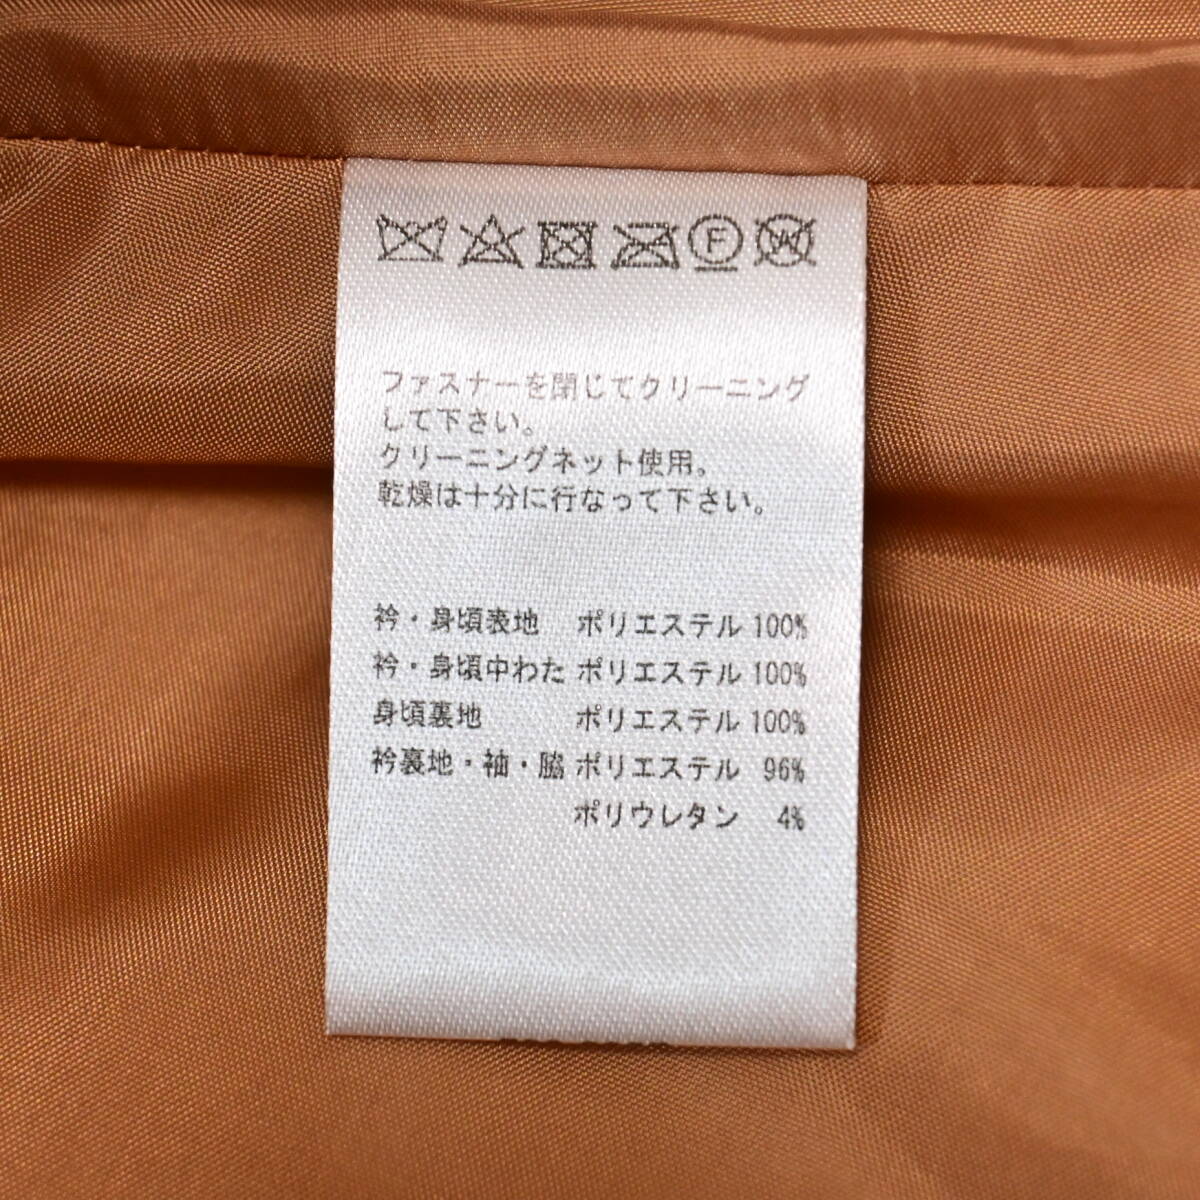 F W
ファスナーを閉じてクリーニング
して下さい。
クリーニングネット使用。
乾燥は十分に行なって下さい。
衿・身頃表地 ポリエステル 100%
衿・身頃中わた ポリエステル 100%
身頃裏地 ポリエステル 100%
衿裏地・袖・脇 ポリエステル 96%
ポリウレタン 4%